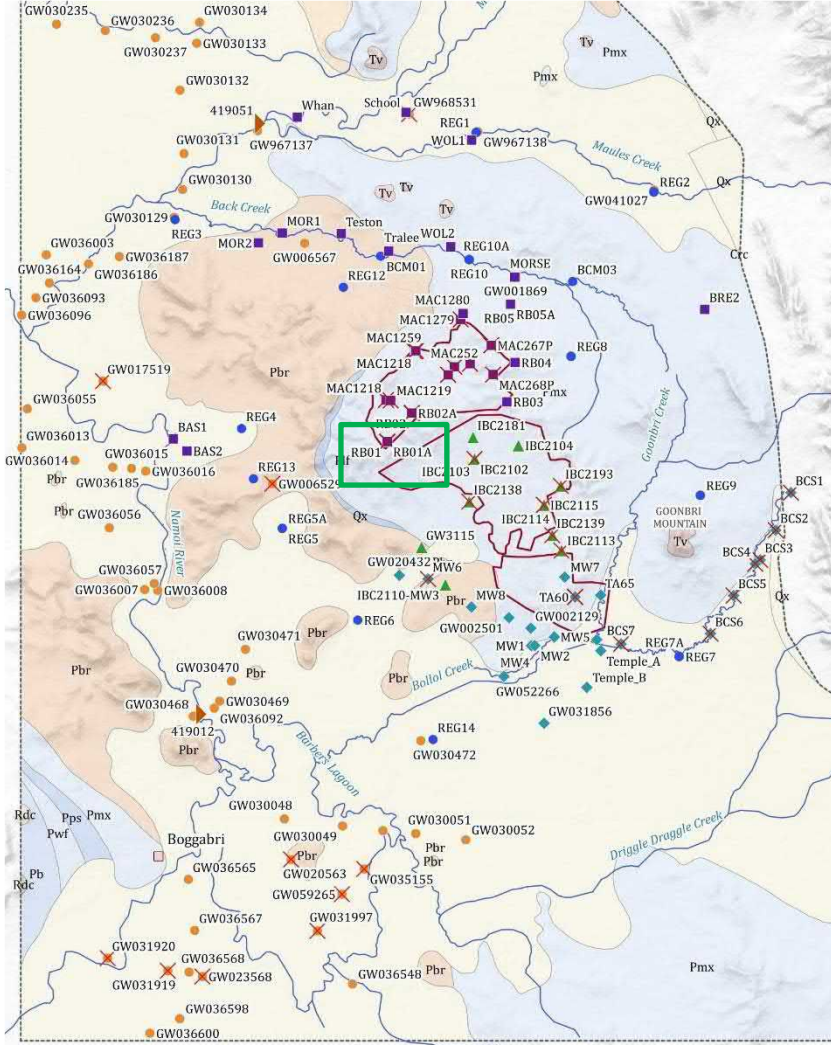 GW030134
GW030235
GW030236
GW030237
GW030133
Tv
Tv
Pmx
Pmx
GW030132
419051
Whan
School
GW968531
REG1
WOL1
GW967138
Qx
GW967137
GW030131
Maules Creek
GW030130
REG2
Qx
GW041027
Tv
Tv
Back Creek
GW030129
REG3
MOR1
Teston
Tv
WOL2
MOR2
Tralee
REG10A
Crc
GW036003
GW036187
GW006567
BCM01
REG10
GW036164
GW036186
MORSE
BCM03
REG12
GW036093
MAC1280
GW001869
BRE2
GW036096
MAC1279
RB05
RB05A
MAC1259
MAC267P
REG8
Pbr
MAC1218
MAC252
RB04
GW017519
MAC1218
MAC1219
MAC268P
Pmx
GW036055
RB02A
RB03
Goonbri Creek
BAS1
REG4
IBC2181
GW036013
BAS2
RB01
RB01A
IBC2104
GW036014
GW036015
IBC2103
IBC2102
GW036016
REG13
IBC2193
REG9
BCS1
Pbr
GW036185
GW006529
IBC2138
IBC2115
Pbr
Qx
IBC2114
GOONBRI
MOUNTAIN
BCS2
GW036056
REG5A
IBC2139
REG5
Tv
Namoi River
GW3115
IBC2113
BCS4
BCS3
GW020432
MW6
MW7
GW036057
TA65
BCS5
GW036007
GW036008
IBC2110-MW3
Pbr
MW8
TA60
Qx
GW002129
REG6
GW002501
BCS6
GW030471
Pbr
MW5
BCS7
REG7A
MW1
MW2
Temple_A
REG7
GW030470
MW4
Pbr
Pbr
Bollol Creek
Temple_B
GW030469
GW052266
GW030468
GW036092
GW031856
419012
REG14
Pbr
GW030472
Barbers Lagoon
Rdc
Pps
Pmx
GW030048
Pwf
GW030051
GW030049
GW030052
Boggabri
Pbr
Pbr
Driggle Draggle Creek
Pb
GW020563
Pbr
Rdc
GW036565
GW035155
GW059265
GW036567
GW031997
GW031920
GW036568
Pbr
Pmx
GW031919
GW023568
GW036548
GW036598
GW036600